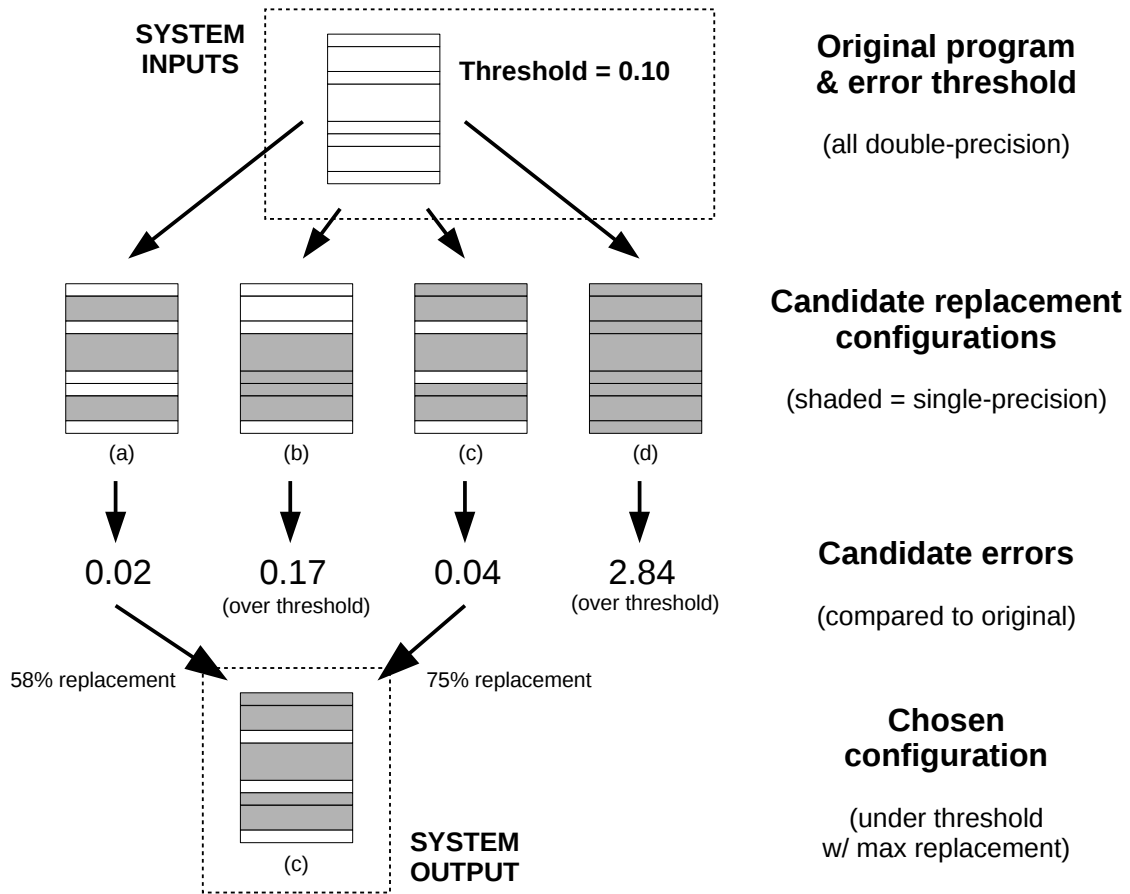 SYSTEM
INPUTS
Threshold = 0.10
Original program
& error threshold
(all double-precision)
Candidate replacement
configurations
(shaded = single-precision)
(a)
(b)
(c)
(d)
0.02
0.17
(over threshold)
0.04
2.84
(over threshold)
Candidate errors
(compared to original)
58% replacement
75% replacement
Chosen
configuration
(under threshold
w/ max replacement)
(c)
SYSTEM
OUTPUT